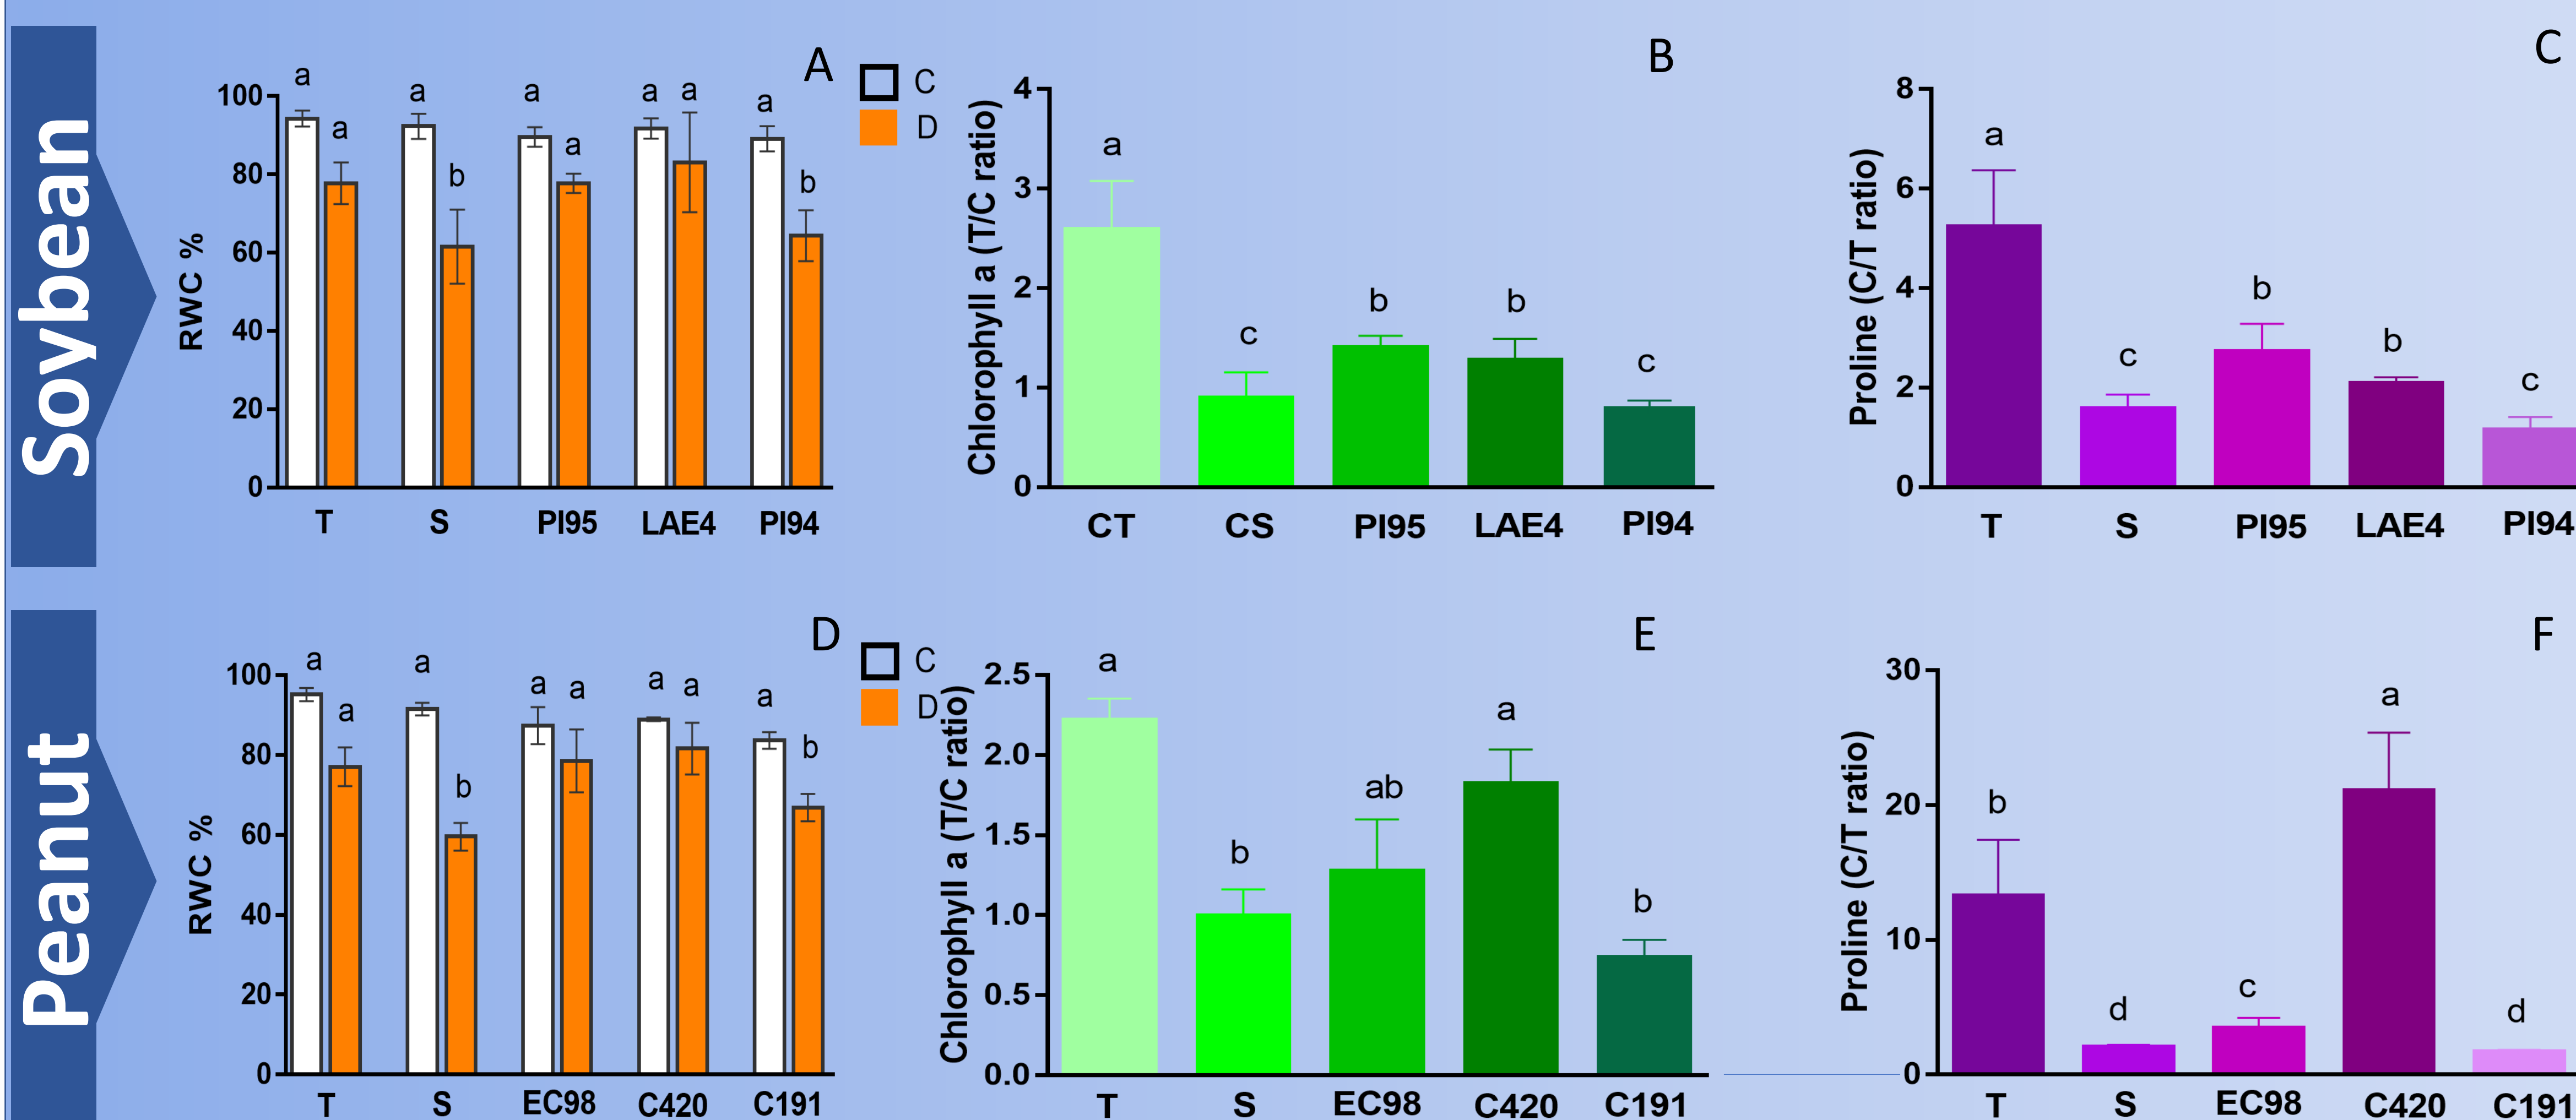 Soybean
A
C
D
RWC %
100
80
60
40
20
0
a
a
a
b
a
a
a
a
a
b
T
S
PI95
LAE4
PI94
B
Chlorophyll a (T/C ratio)
4
3
2
1
0
a
c
b
b
c
CT
CS
PI95
LAE4
PI94
C
Proline (C/T ratio)
8
6
4
2
0
a
c
b
b
c
T
S
PI95
LAE4
PI94
Peanut
D
C
D
RWC %
100
80
60
40
20
0
a
a
a
b
a
a
a
a
a
b
T
S
EC98
C420
C191
E
Chlorophyll a (T/C ratio)
2.5
2.0
1.5
1.0
0.5
0.0
a
b
ab
a
b
T
S
EC98
C420
C191
F
Proline (C/T ratio)
30
20
10
0
b
d
c
a
d
T
S
EC98
C420
C191